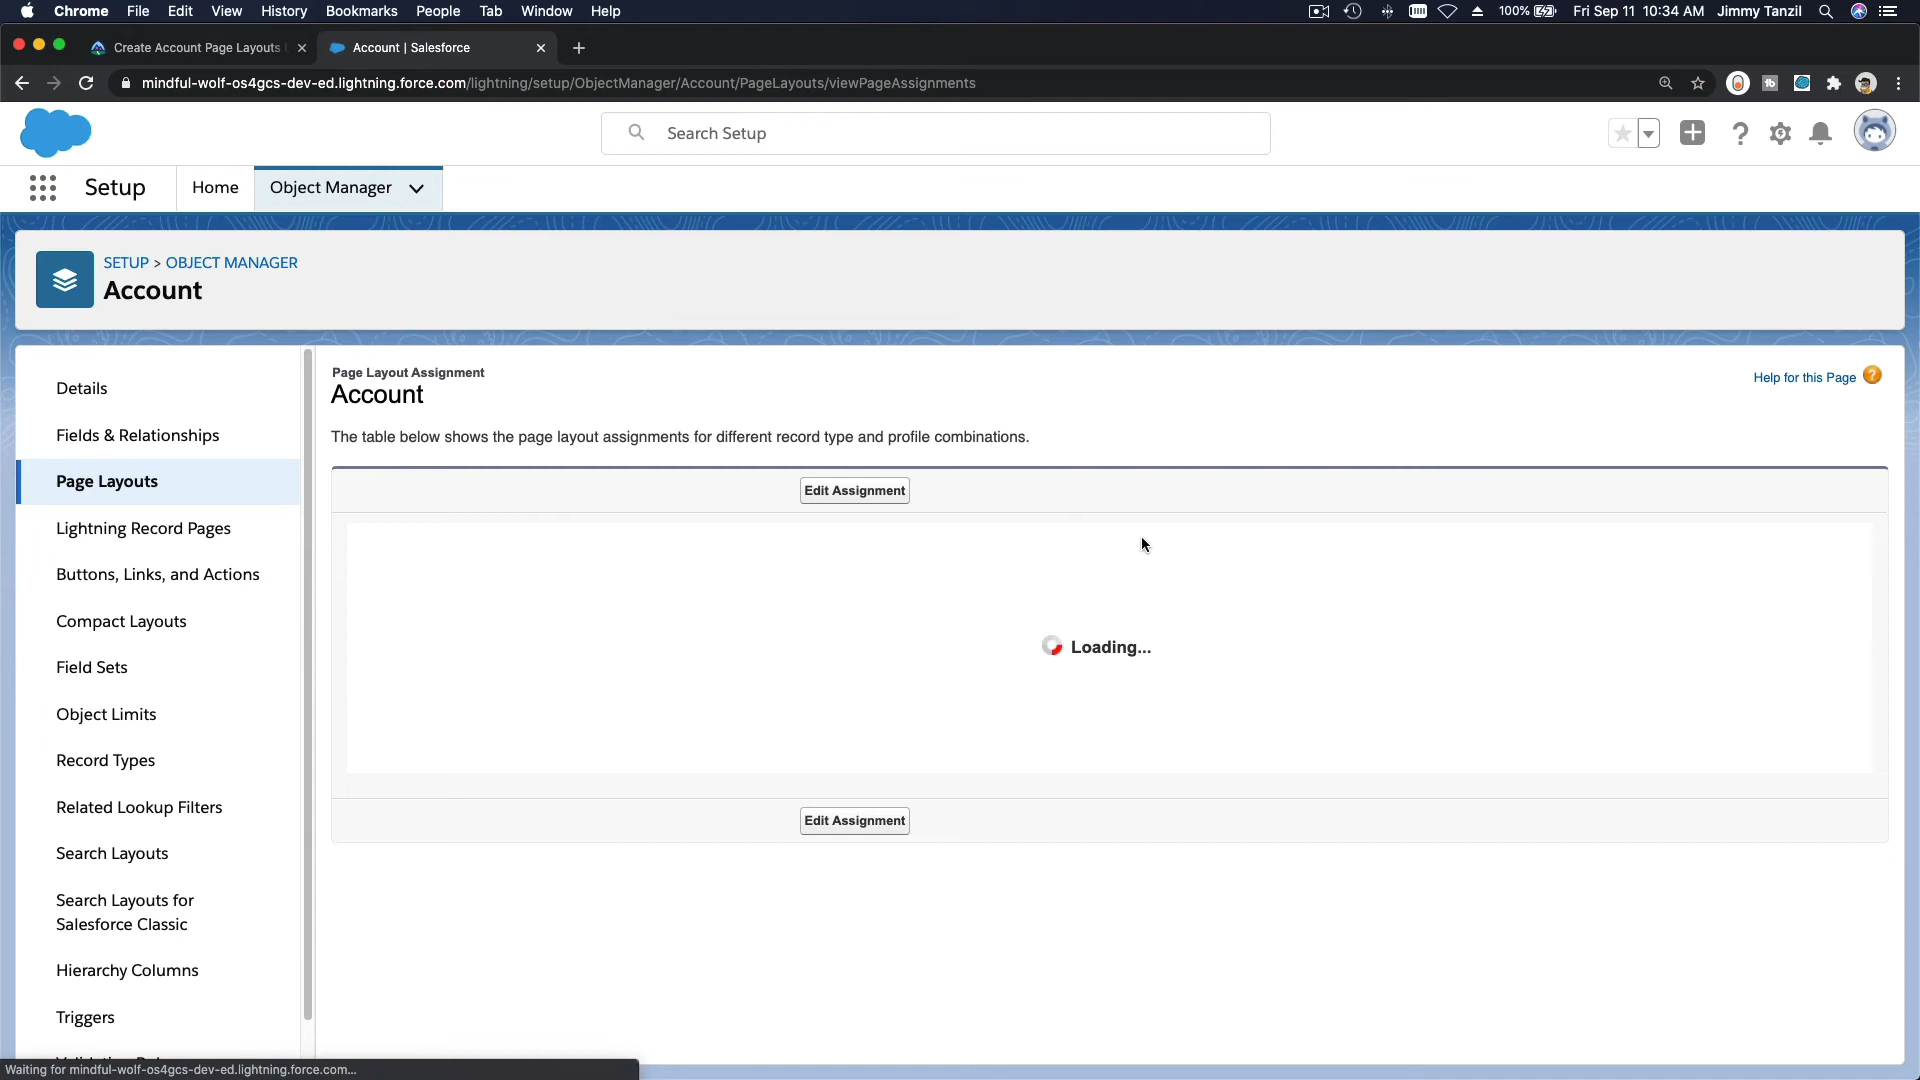 Chrome File Edit View History Bookmarks People Tab Window Help 100% Fri Sep 11 10:34 AM Jimmy Tanzil
Create Account Page Layouts Account | Salesforce
mindful-wolf-os4gcs-dev-ed.lightning.force.com/lightning/setup/ObjectManager/Account/PageLayouts/viewPageAssignments
Search Setup
Setup Home Object Manager
SETUP > OBJECT MANAGER
Account
Details
Fields & Relationships
Page Layouts
Lightning Record Pages
Buttons, Links, and Actions
Compact Layouts
Field Sets
Object Limits
Record Types
Related Lookup Filters
Search Layouts
Search Layouts for
Salesforce Classic
Hierarchy Columns
Triggers
Page Layout Assignment
Account
Help for this Page ?
The table below shows the page layout assignments for different record type and profile combinations.
Edit Assignment
Loading...
Edit Assignment
Waiting for mindful-wolf-os4gcs-dev-ed.lightning.force.com...